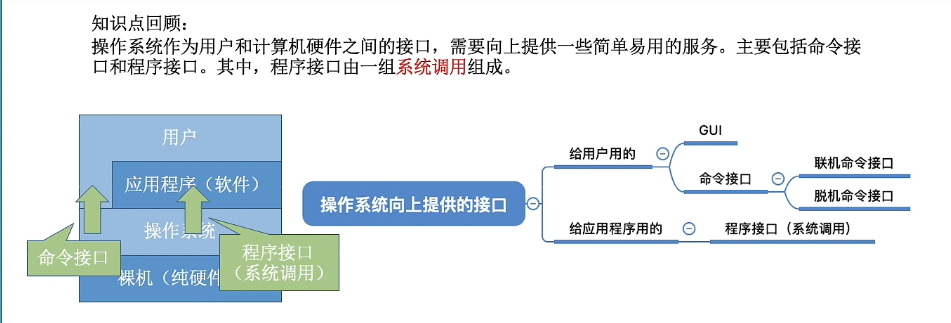 知识点回顾：
操作系统作为用户和计算机硬件之间的接口，需要向上提供一些简单易用的服务。主要包括命令接
口和程序接口。其中，程序接口由一组系统调用组成。
用户
应用程序（软件）
操作系统
裸机（纯硬件
命令接口
程序接口
（系统调用）
操作系统向上提供的接口
给用户用的
GUI
命令接口
联机命令接口
脱机命令接口
给应用程序用的
程序接口（系统调用）